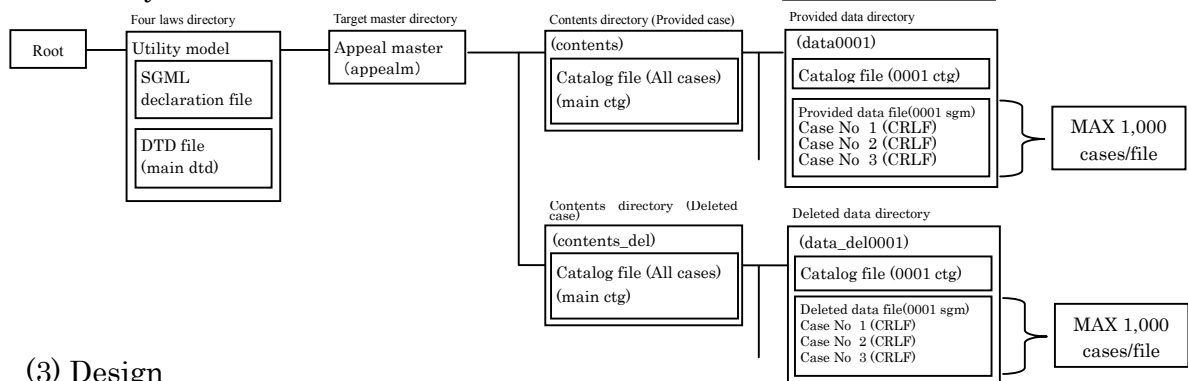 Four laws directory
Target master directory
Contents directory (Provided case)
Provided data directory
Root
Utility model
SGML
declaration file
DTD file
(main dtd)
Appeal master
(appealm)
(contents)
Catalog file (All cases)
(main ctg)
(data0001)
Catalog file (0001 ctg)
Provided data file(0001 sgm)
Case No 1 (CRLF)
Case No 2 (CRLF)
Case No 3 (CRLF)
MAX 1,000
cases/file
Contents directory (Deleted
case)
(contents_del)
Catalog file (All cases)
(main ctg)
Deleted data directory
(data_del0001)
Catalog file (0001 ctg)
Deleted data file(0001 sgm)
Case No 1 (CRLF)
Case No 2 (CRLF)
Case No 3 (CRLF)
MAX 1,000
cases/file
(3) Design